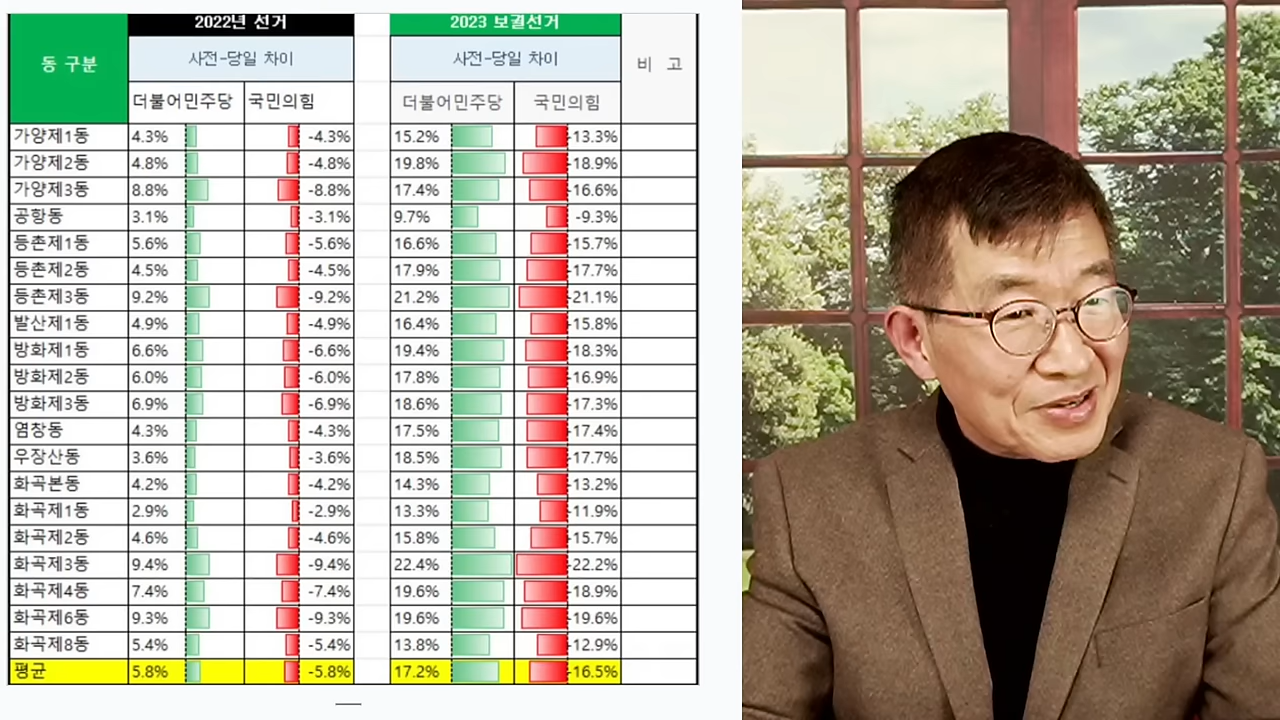 2022년 선거 2023 보궐선거
동 구분 사전-당일 차이 사전-당일 차이 비 고
더불어민주당 국민의힘 더불어민주당 국민의힘
가양제1동 4.3% -4.3% 15.2% -13.3%
가양제2동 4.8% -4.8% 19.8% -18.9%
가양제3동 8.8% -8.8% 17.4% -16.6%
공항동 3.1% -3.1% 9.7% -9.3%
등촌제1동 5.6% -5.6% 16.6% -15.7%
등촌제2동 4.5% -4.5% 17.9% -17.7%
등촌제3동 9.2% -9.2% 21.2% -21.1%
발산제1동 4.9% -4.9% 16.4% -15.8%
방화제1동 6.6% -6.6% 19.4% -18.3%
방화제2동 6.0% -6.0% 17.8% -16.9%
방화제3동 6.9% -6.9% 18.6% -17.3%
염창동 4.3% -4.3% 17.5% -17.4%
우장산동 3.6% -3.6% 18.5% -17.7%
화곡본동 4.2% -4.2% 14.3% -13.2%
화곡제1동 2.9% -2.9% 13.3% -11.9%
화곡제2동 4.6% -4.6% 15.8% -15.7%
화곡제3동 9.4% -9.4% 22.4% -22.2%
화곡제4동 7.4% -7.4% 19.6% -18.9%
화곡제6동 9.3% -9.3% 19.6% -19.6%
화곡제8동 5.4% -5.4% 13.8% -12.9%
평균 5.8% -5.8% 17.2% -16.5%